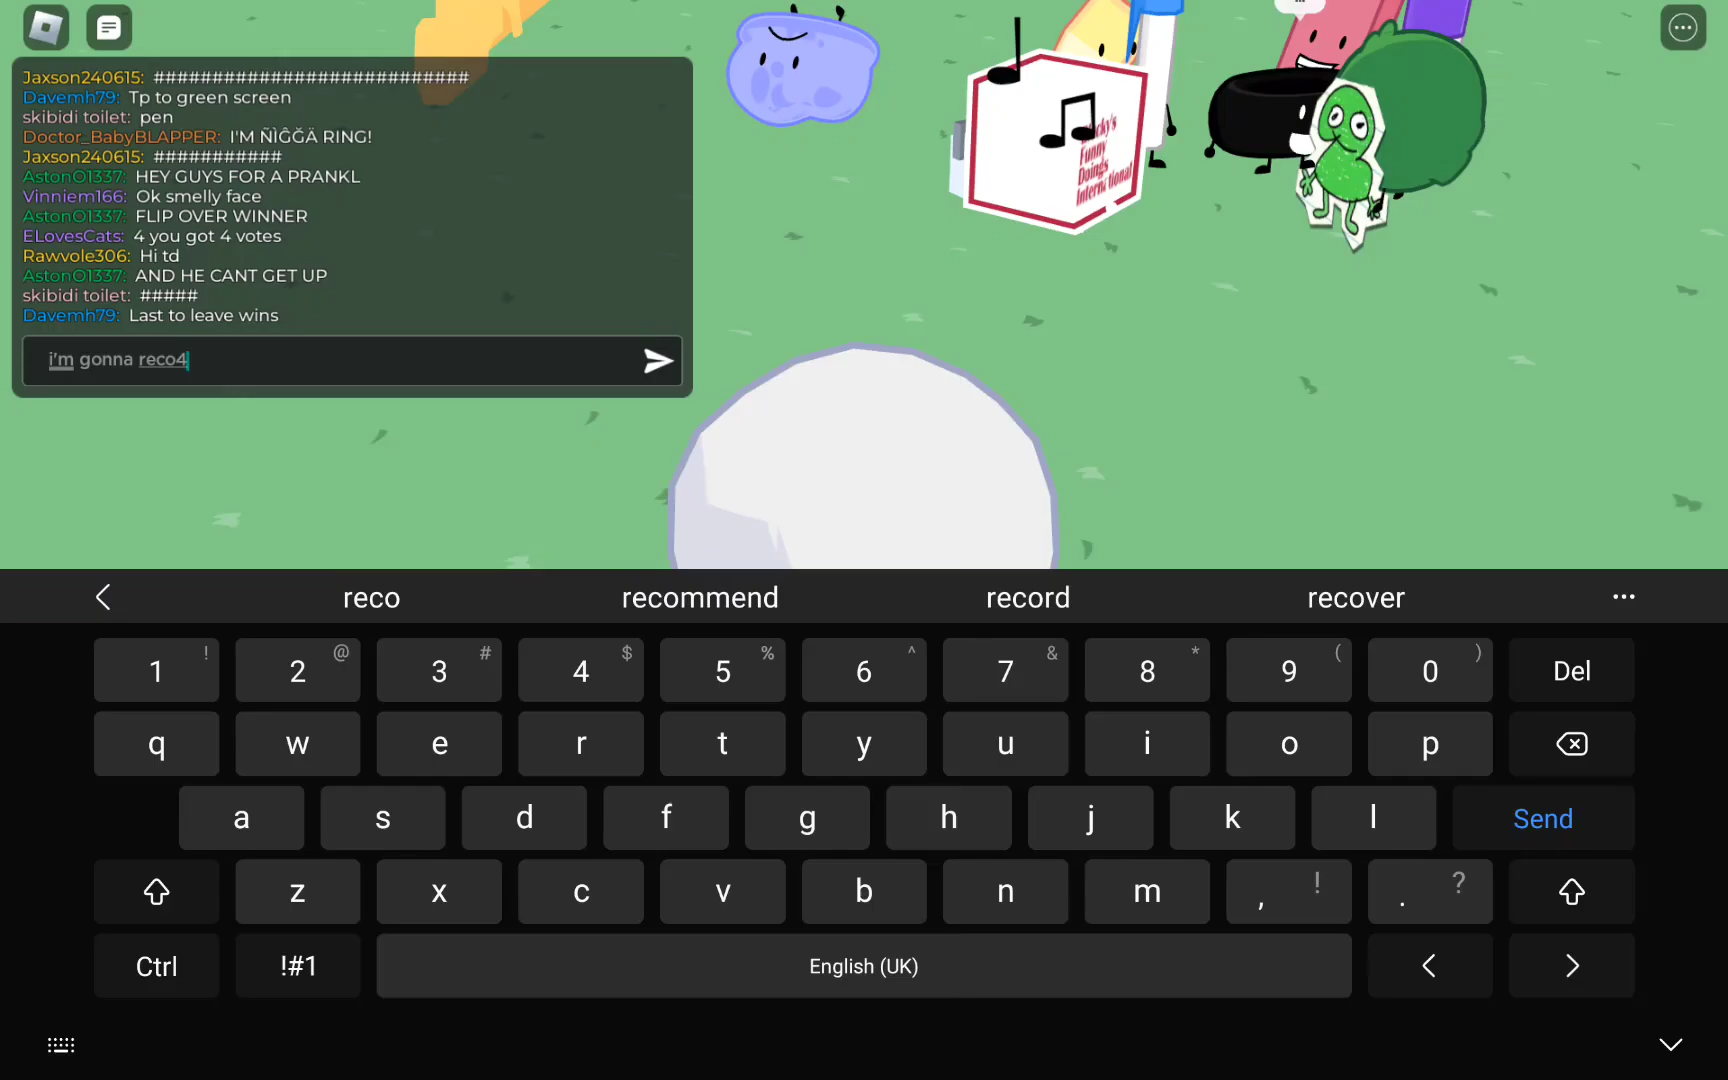 Jaxson240615: ###########################
Davemh79: Tp to green screen
skibidi toilet: pen
Doctor_BabyBLAPPER: I'M ÑÌĜĞÄ RING!
Jaxson240615: ###########
AstonO1337: HEY GUYS FOR A PRANKL
Vinniem166: Ok smelly face
AstonO1337: FLIP OVER WINNER
ELovesCats: 4 you got 4 votes
Rawvole306: Hi td
AstonO1337: AND HE CANT GET UP
skibidi toilet: #####
Davemh79: Last to leave wins
i'm gonna reco4
Funny
Doings
International
reco recommend record recover
1 ! 2 @ 3 # 4 $ 5 % 6 ^ 7 & 8 * 9 ( 0 ) Del
q w e r t y u i o p
a s d f g h j k l Send
z x c v b n m , ! . ?
Ctrl !#1 English (UK) < >